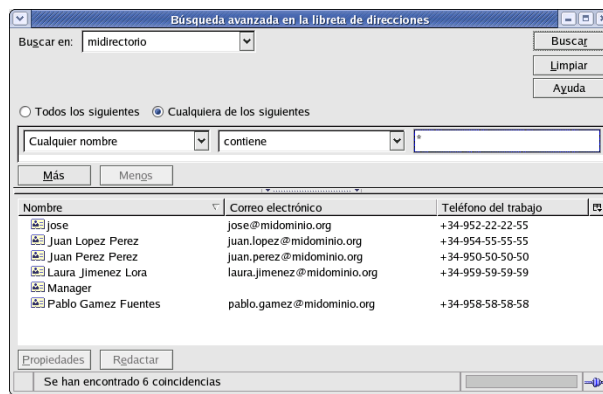 Búsqueda avanzada en la libreta de direcciones
Buscar en: midirectorio
Buscar
Limpiar
Ayuda
Todos los siguientes Cualquiera de los siguientes
Cualquier nombre contiene *
Más Menos
Nombre Correo electrónico Teléfono del trabajo
jose jose@midominio.org +34-952-22-22-55
Juan Lopez Perez juan.lopez@midominio.org +34-954-55-55-55
Juan Perez Perez juan.perez@midominio.org +34-950-50-50-50
Laura Jimenez Lora laura.jimenez@midominio.org +34-959-59-59-59
Manager
Pablo Gamez Fuentes pablo.gamez@midominio.org +34-958-58-58-58
Propiedades Redactar
Se han encontrado 6 coincidencias